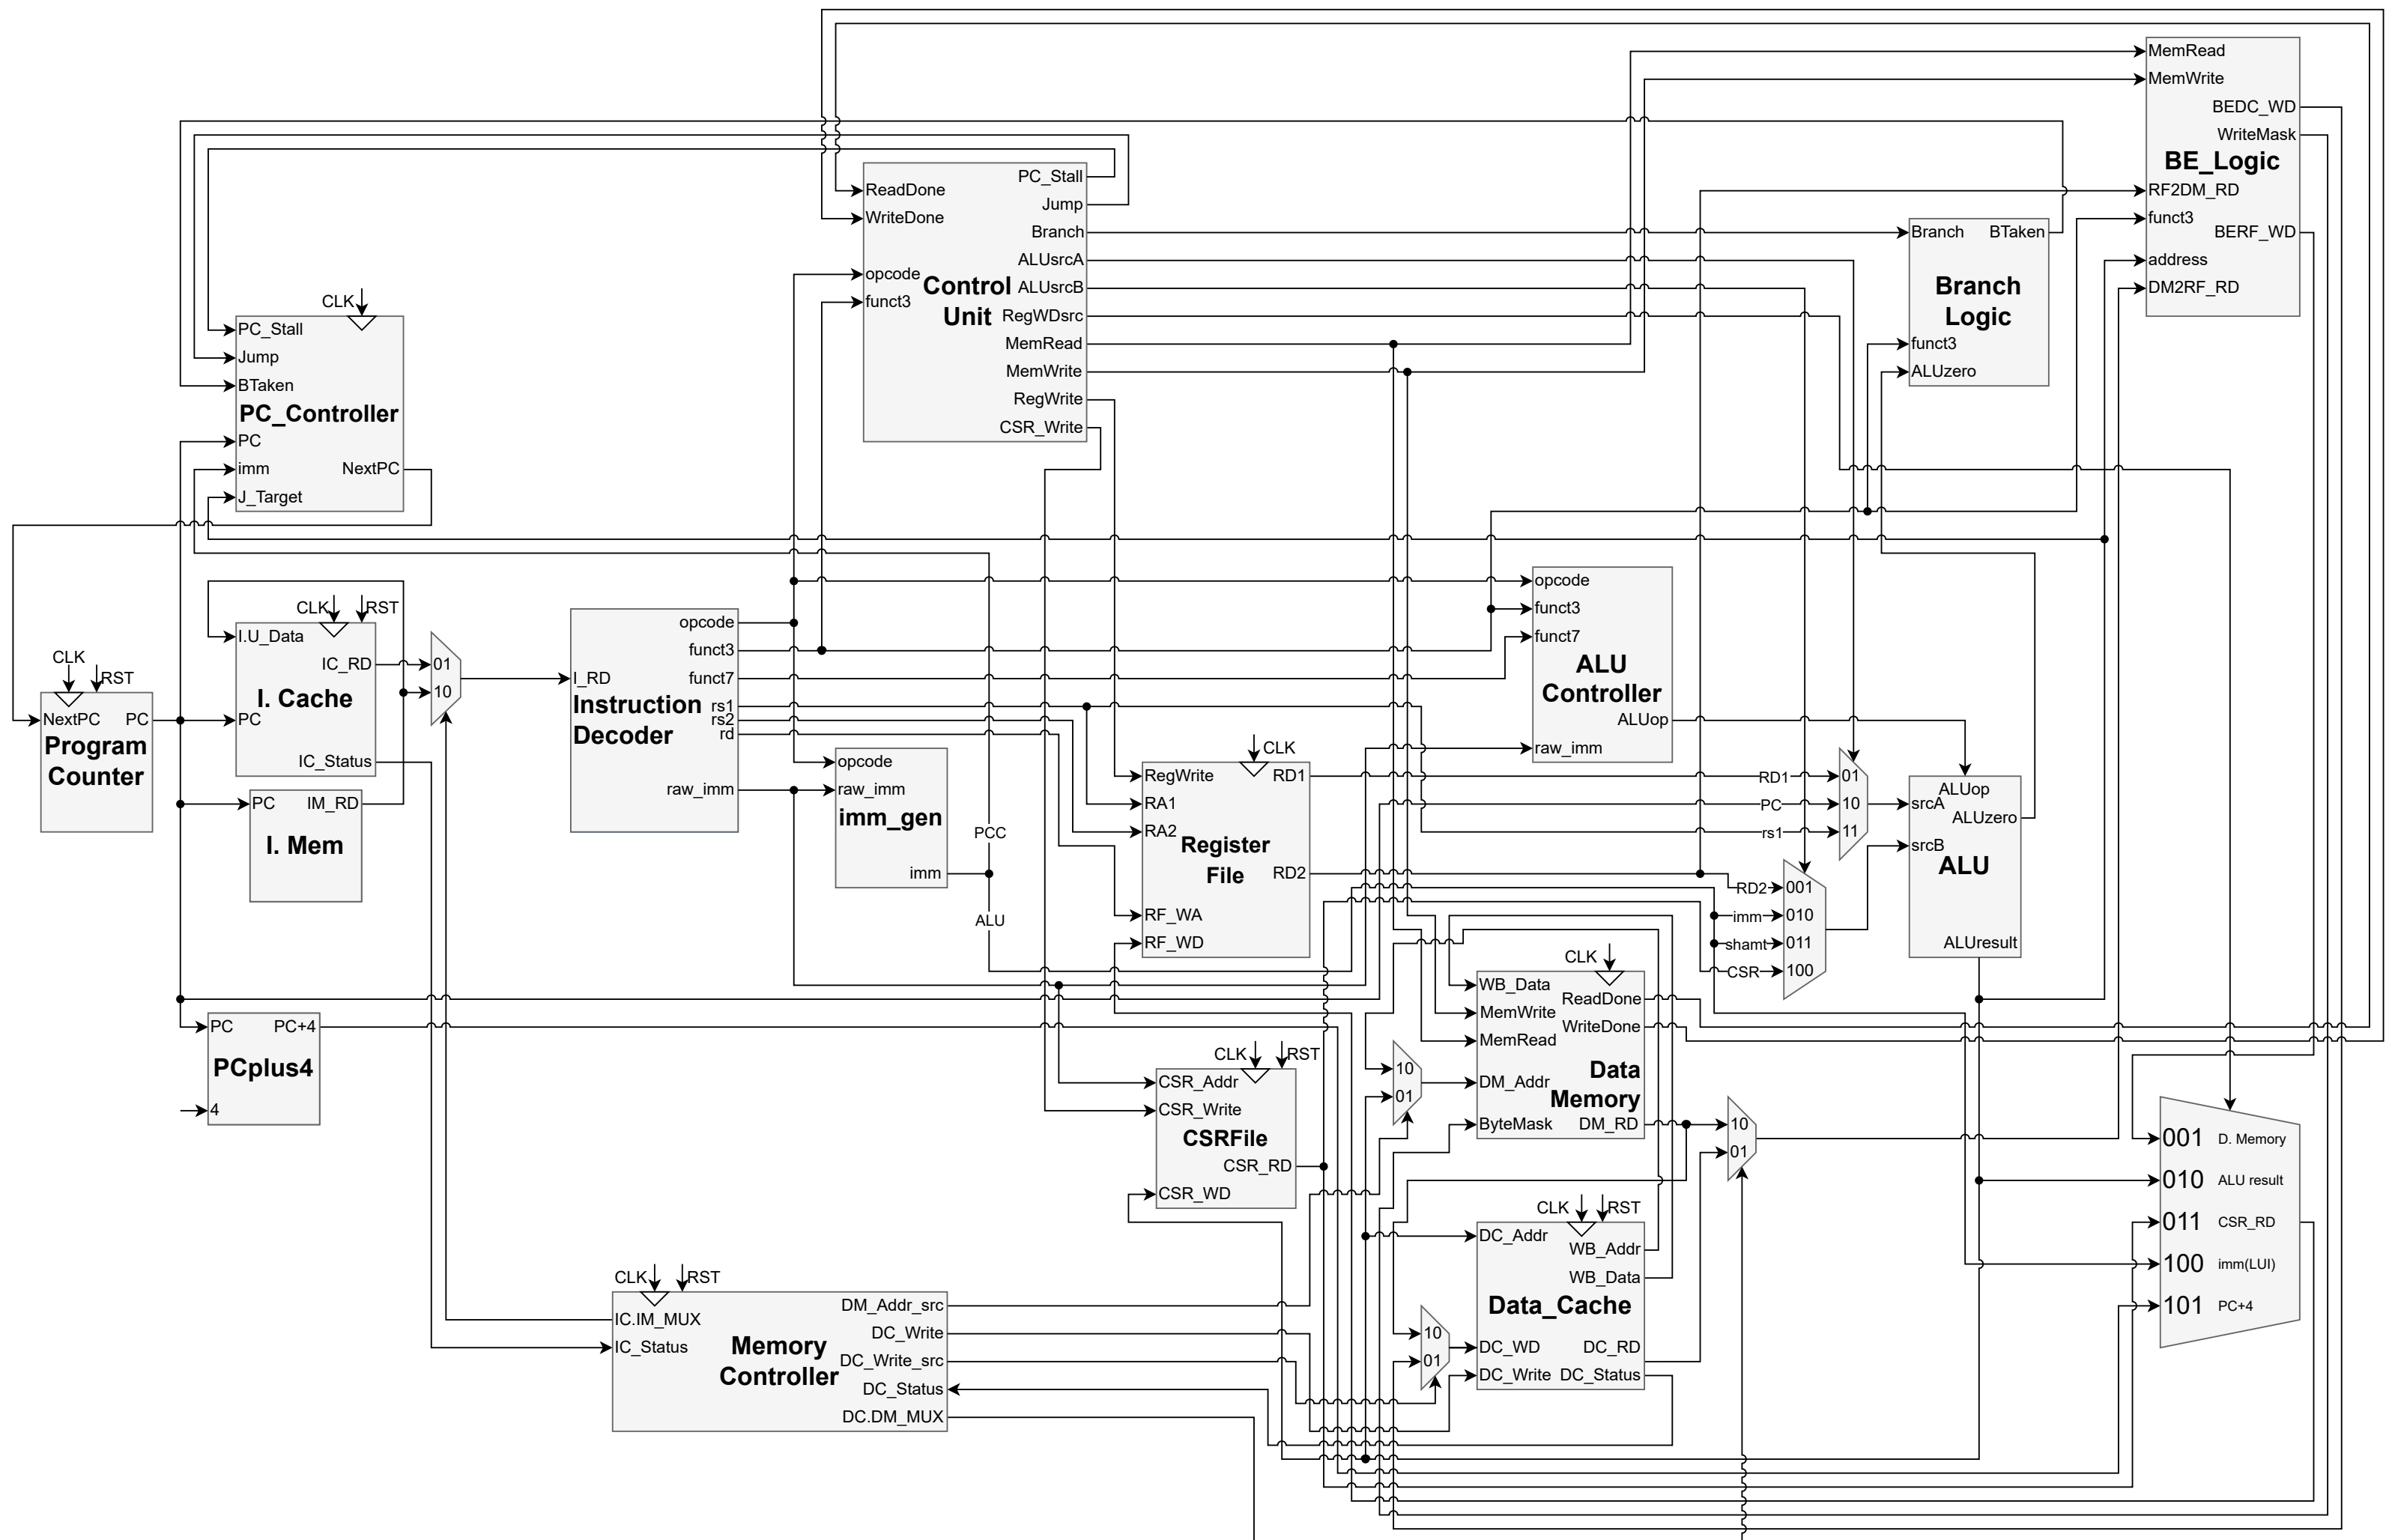 MemRead
MemWrite
BEDC_WD
WriteMask
BE_Logic
RF2DM_RD
funct3
BERF_WD
address
DM2RF_RD
PC_Stall
ReadDone
Jump
WriteDone
Branch
ALUsrcA
opcode
ALUsrcB
Control
Unit
funct3
RegWDsrc
MemRead
MemWrite
RegWrite
CSR_Write
Branch
BTaken
Branch
Logic
funct3
ALUzero
CLK
PC_Stall
Jump
BTaken
PC_Controller
PC
imm
NextPC
J_Target
CLK
RST
I.U_Data
IC_RD
I. Cache
PC
IC_Status
01
10
CLK
RST
NextPC
PC
Program
Counter
PC
IM_RD
I. Mem
opcode
funct3
I_RD
funct7
Instruction
Decoder
rs1
rs2
rd
raw_imm
opcode
raw_imm
imm_gen
imm
PCC
ALU
opcode
funct3
funct7
ALU
Controller
ALUop
raw_imm
CLK
RegWrite
RD1
RA1
RA2
Register
File
RD2
RF_WA
RF_WD
RD1
01
PC
10
rs1
11
RD2
001
imm
010
shamt
011
CSR
100
ALUop
srcA
ALUzero
srcB
ALU
ALUresult
PC
PC+4
PCplus4
4
CLK
WB_Data
ReadDone
MemWrite
WriteDone
MemRead
Data
Memory
DM_Addr
ByteMask
DM_RD
10
01
10
01
CLK
RST
CSR_Addr
CSR_Write
CSRFile
CSR_RD
CSR_WD
CLK
RST
DC_Addr
WB_Addr
WB_Data
Data_Cache
DC_WD
DC_RD
DC_Write
DC_Status
10
01
001 D. Memory
010 ALU result
011 CSR_RD
100 imm(LUI)
101 PC+4
CLK
RST
DM_Addr_src
IC.IM_MUX
DC_Write
IC_Status
Memory
Controller
DC_Write_src
DC_Status
DC.DM_MUX